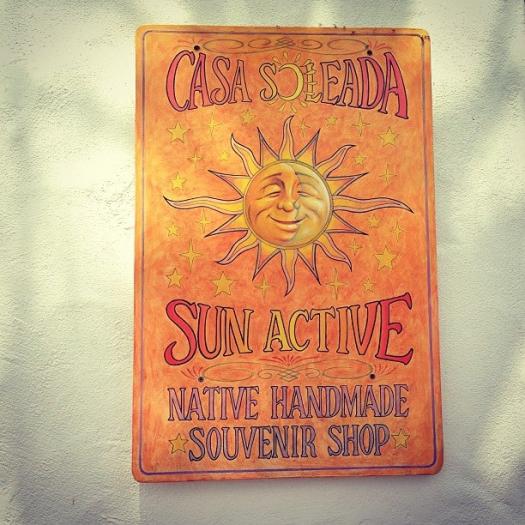 CASA SOLEADA
SUN ACTIVE
NATIVE HANDMADE
SOUVENIR SHOP